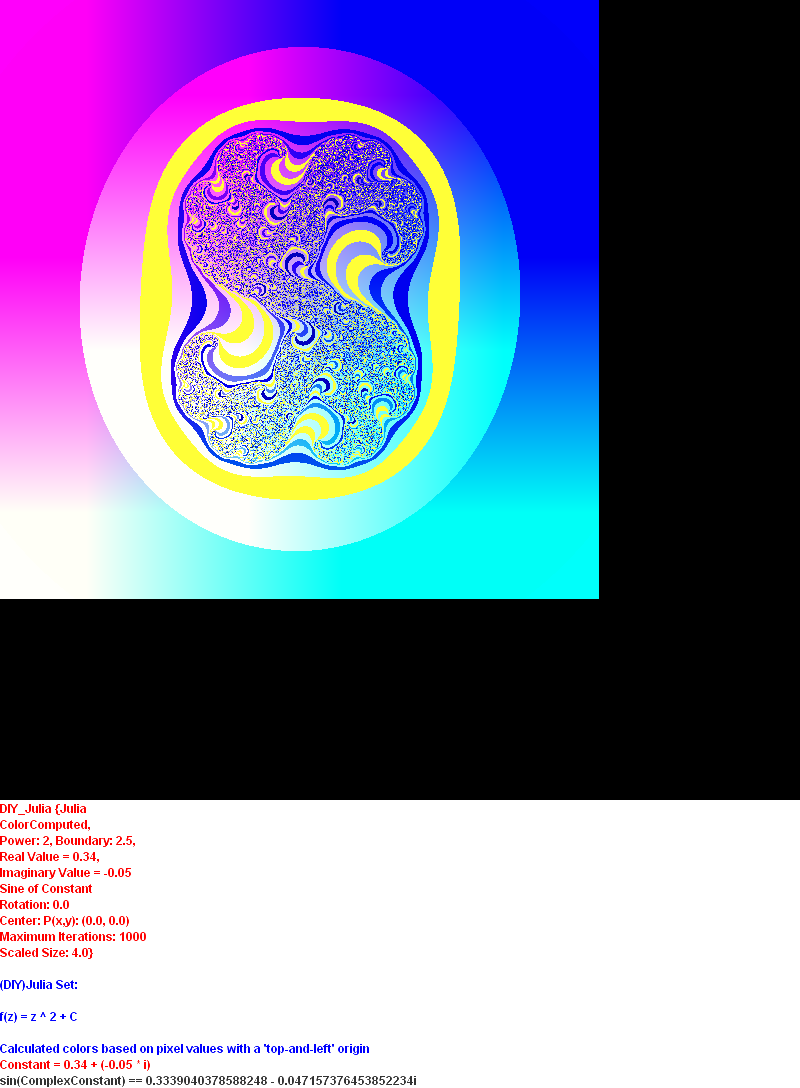 DIY_Julia {Julia
ColorComputed,
Power: 2, Boundary: 2.5,
Real Value = 0.34,
Imaginary Value = -0.05
Sine of Constant
Rotation: 0.0
Center: P(x,y): (0.0, 0.0)
Maximum Iterations: 1000
Scaled Size: 4.0}
(DIY)Julia Set:
f(z) = z ^ 2 + C
Calculated colors based on pixel values with a 'top-and-left' origin
Constant = 0.34 + (-0.05 * i)
sin(ComplexConstant) == 0.3339040378588248 - 0.047157376453852234i